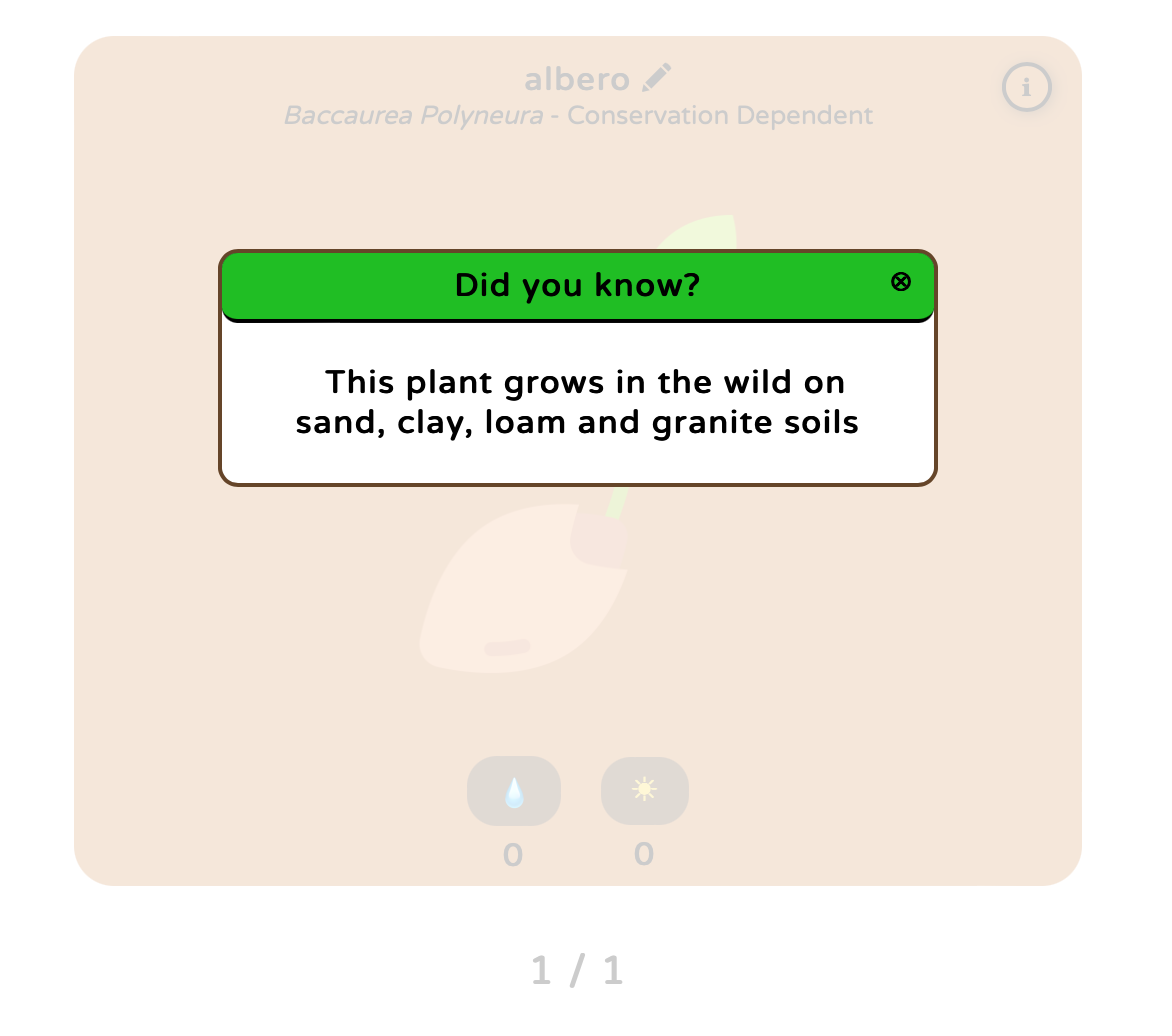 albero
Baccaurea Polyneura - Conservation Dependent
i
Did you know?
This plant grows in the wild on
sand, clay, loam and granite soils
0 0
1 / 1